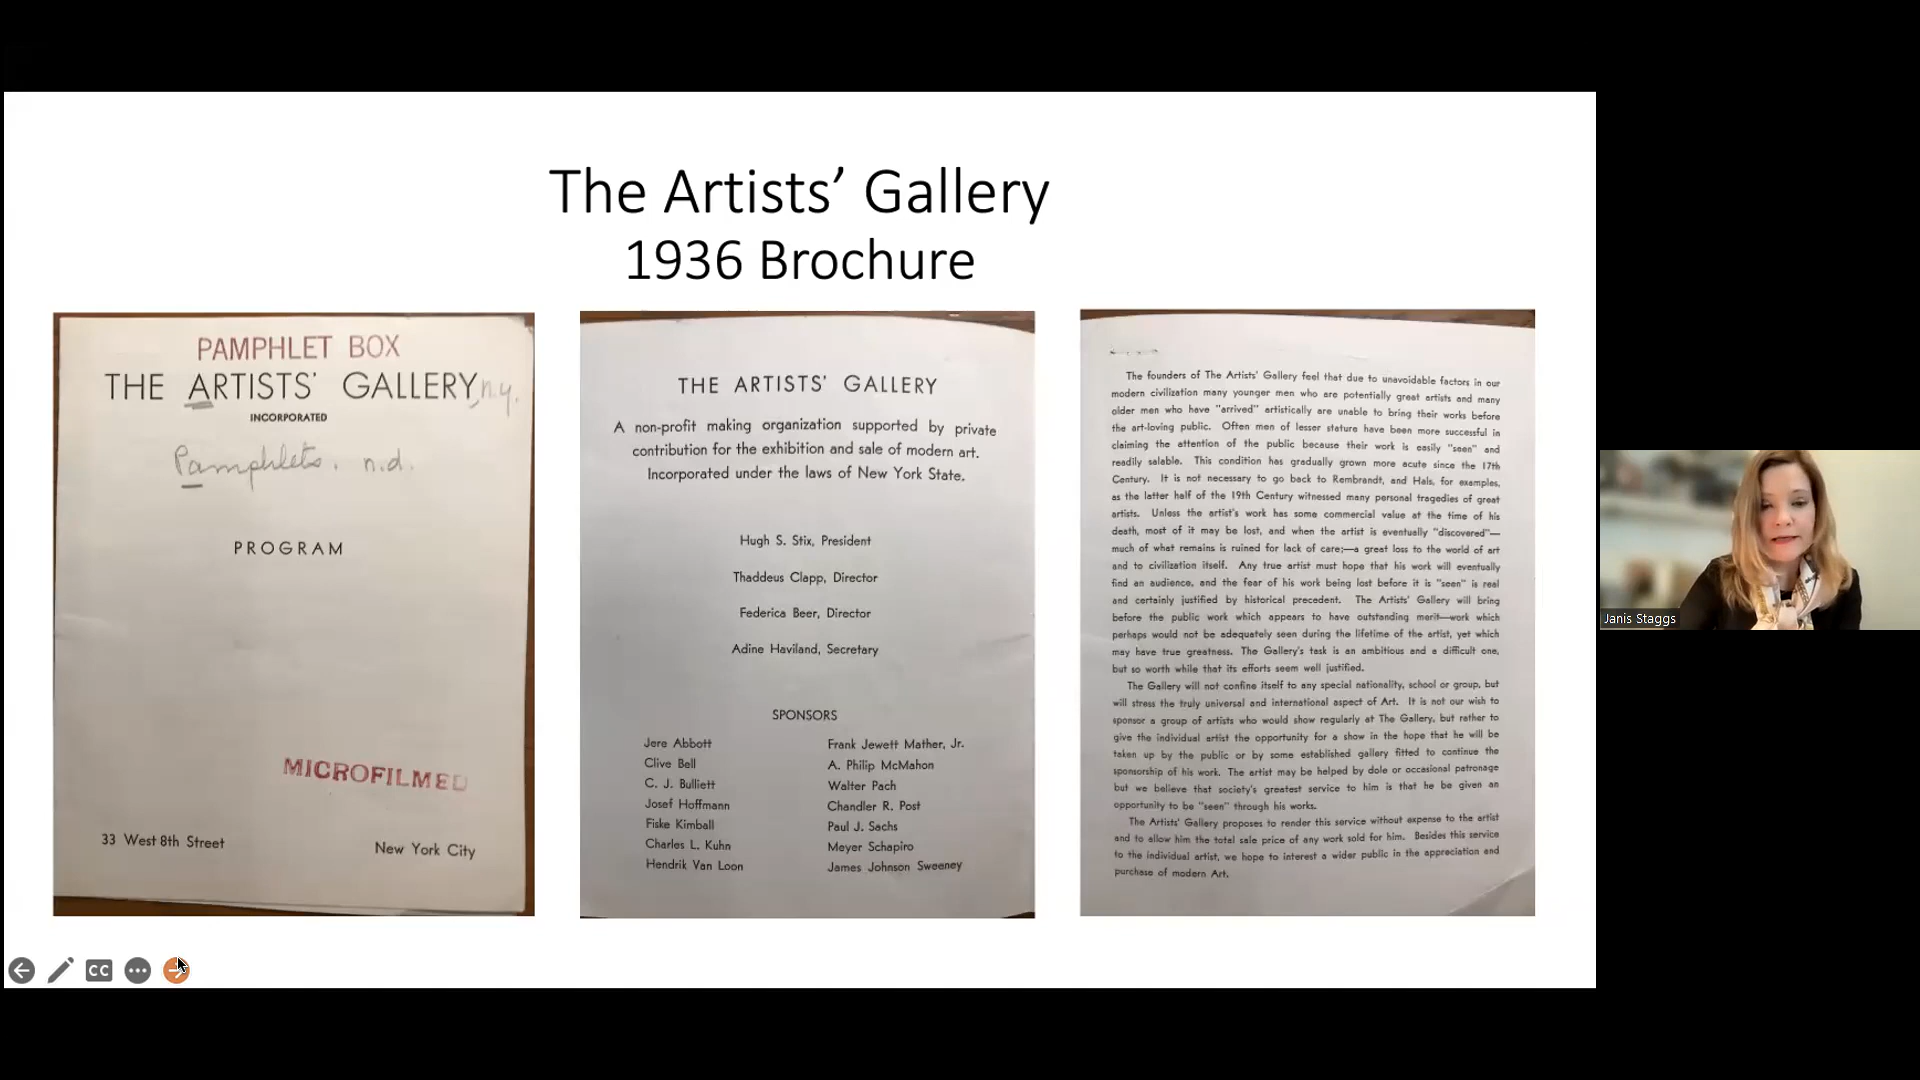 The Artists’ Gallery
1936 Brochure
PAMPHLET BOX
THE ARTISTS' GALLERY, n.y.
INCORPORATED
Pamphlets. n.d.
PROGRAM
MICROFILMED
33 West 8th Street
New York City
THE ARTISTS' GALLERY
A non-profit making organization supported by private
contribution for the exhibition and sale of modern art.
Incorporated under the laws of New York State.
Hugh S. Stix, President
Thaddeus Clapp, Director
Federica Beer, Director
Adine Haviland, Secretary
SPONSORS
Jere Abbott
Clive Bell
C. J. Bulliett
Josef Hoffmann
Fiske Kimball
Charles L. Kuhn
Hendrik Van Loon
Frank Jewett Mather, Jr.
A. Philip McMahon
Walter Pach
Chandler R. Post
Paul J. Sachs
Meyer Schapiro
James Johnson Sweeney
The founders of The Artists' Gallery feel that due to unavoidable factors in our
modern civilization many younger men who are potentially great artists and many
older men who have "arrived" artistically are unable to bring their works before
the art-loving public. Often men of lesser stature have been more successful in
claiming the attention of the public because their work is easily "seen" and
readily salable. This condition has gradually grown more acute since the 17th
Century. It is not necessary to go back to Rembrandt, and Hals, for examples,
as the latter half of the 19th Century witnessed many personal tragedies of great
artists. Unless the artist's work has some commercial value at the time of his
death, most of it may be lost, and when the artist is eventually "discovered"—
much of what remains is ruined for lack of care;—a great loss to the world of art
and to civilization itself. Any true artist must hope that his work will eventually
find an audience, and the fear of his work being lost before it is "seen" is real
and certainly justified by historical precedent. The Artists' Gallery will bring
before the public work which appears to have outstanding merit—work which
perhaps would not be adequately seen during the lifetime of the artist, yet which
may have true greatness. The Gallery's task is an ambitious and a difficult one,
but so worth while that its efforts seem well justified.
The Gallery will not confine itself to any special nationality, school or group, but
will stress the truly universal and international aspect of Art. It is not our wish to
sponsor a group of artists who would show regularly at The Gallery, but rather to
give the individual artist the opportunity for a show in the hope that he will be
taken up by the public or by some established gallery fitted to continue the
sponsorship of his work. The artist may be helped by dole or occasional patronage
but we believe that society's greatest service to him is that he be given an
opportunity to be "seen" through his works.
The Artists' Gallery proposes to render this service without expense to the artist
and to allow him the total sale price of any work sold for him. Besides this service
to the individual artist, we hope to interest a wider public in the appreciation and
purchase of modern Art.
CC
Janis Staggs